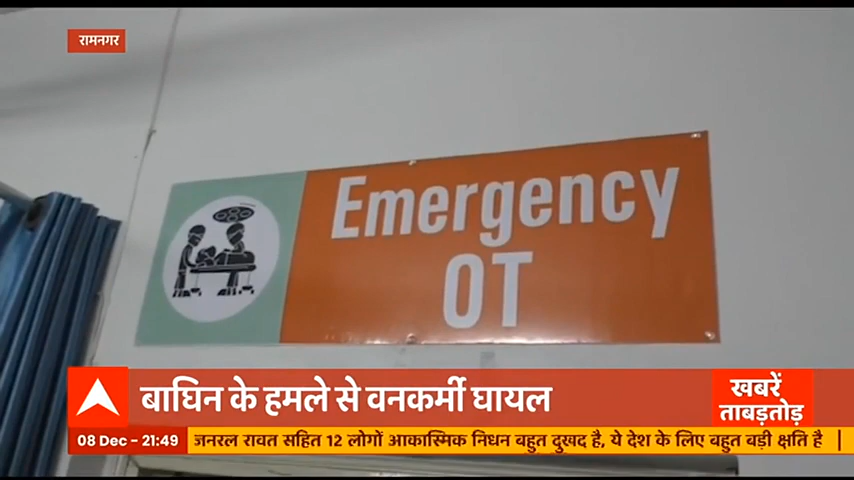 रामनगर
Emergency
OT
बाघिन के हमले से वनकर्मी घायल
खबरें
ताबड़तोड़
08 Dec - 21:49
जनरल रावत सहित 12 लोगों आकास्मिक निधन बहुत दुखद है, ये देश के लिए बहुत बड़ी क्षति है